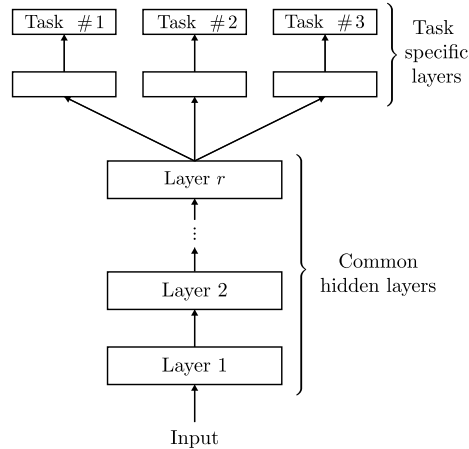 Task #1
Task #2
Task #3
Task
specific
layers
Layer r
⋮
Layer 2
Common
hidden layers
Layer 1
Input